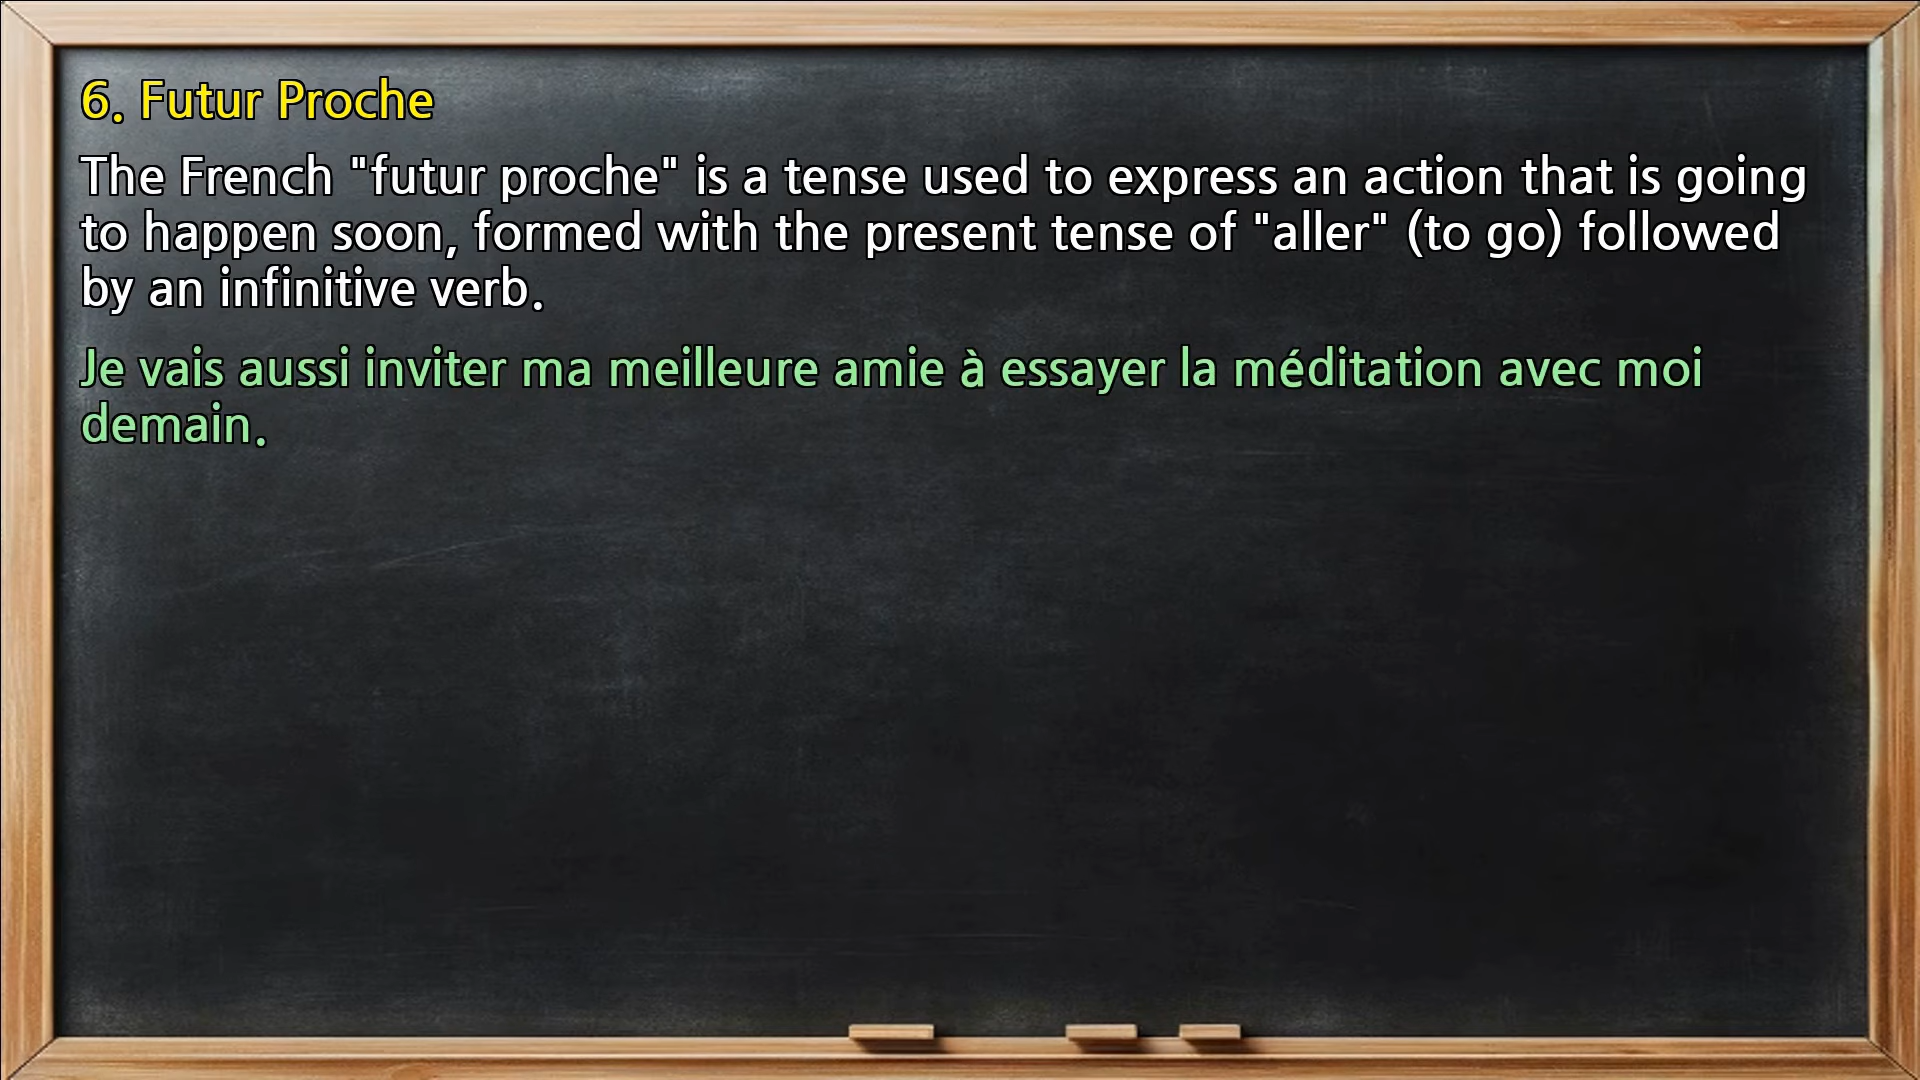 6. Futur Proche
The French "futur proche" is a tense used to express an action that is going
to happen soon, formed with the present tense of "aller" (to go) followed
by an infinitive verb.
Je vais aussi inviter ma meilleure amie à essayer la méditation avec moi
demain.